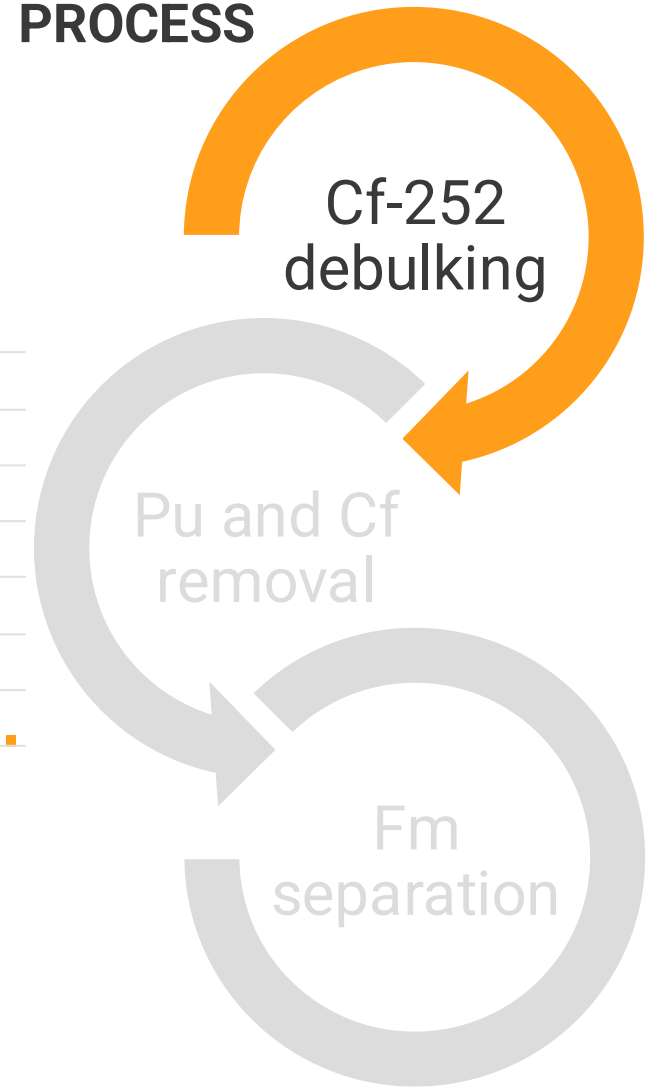 PROCESS
Cf-252
debulking
Pu and Cf
removal
Fm
separation